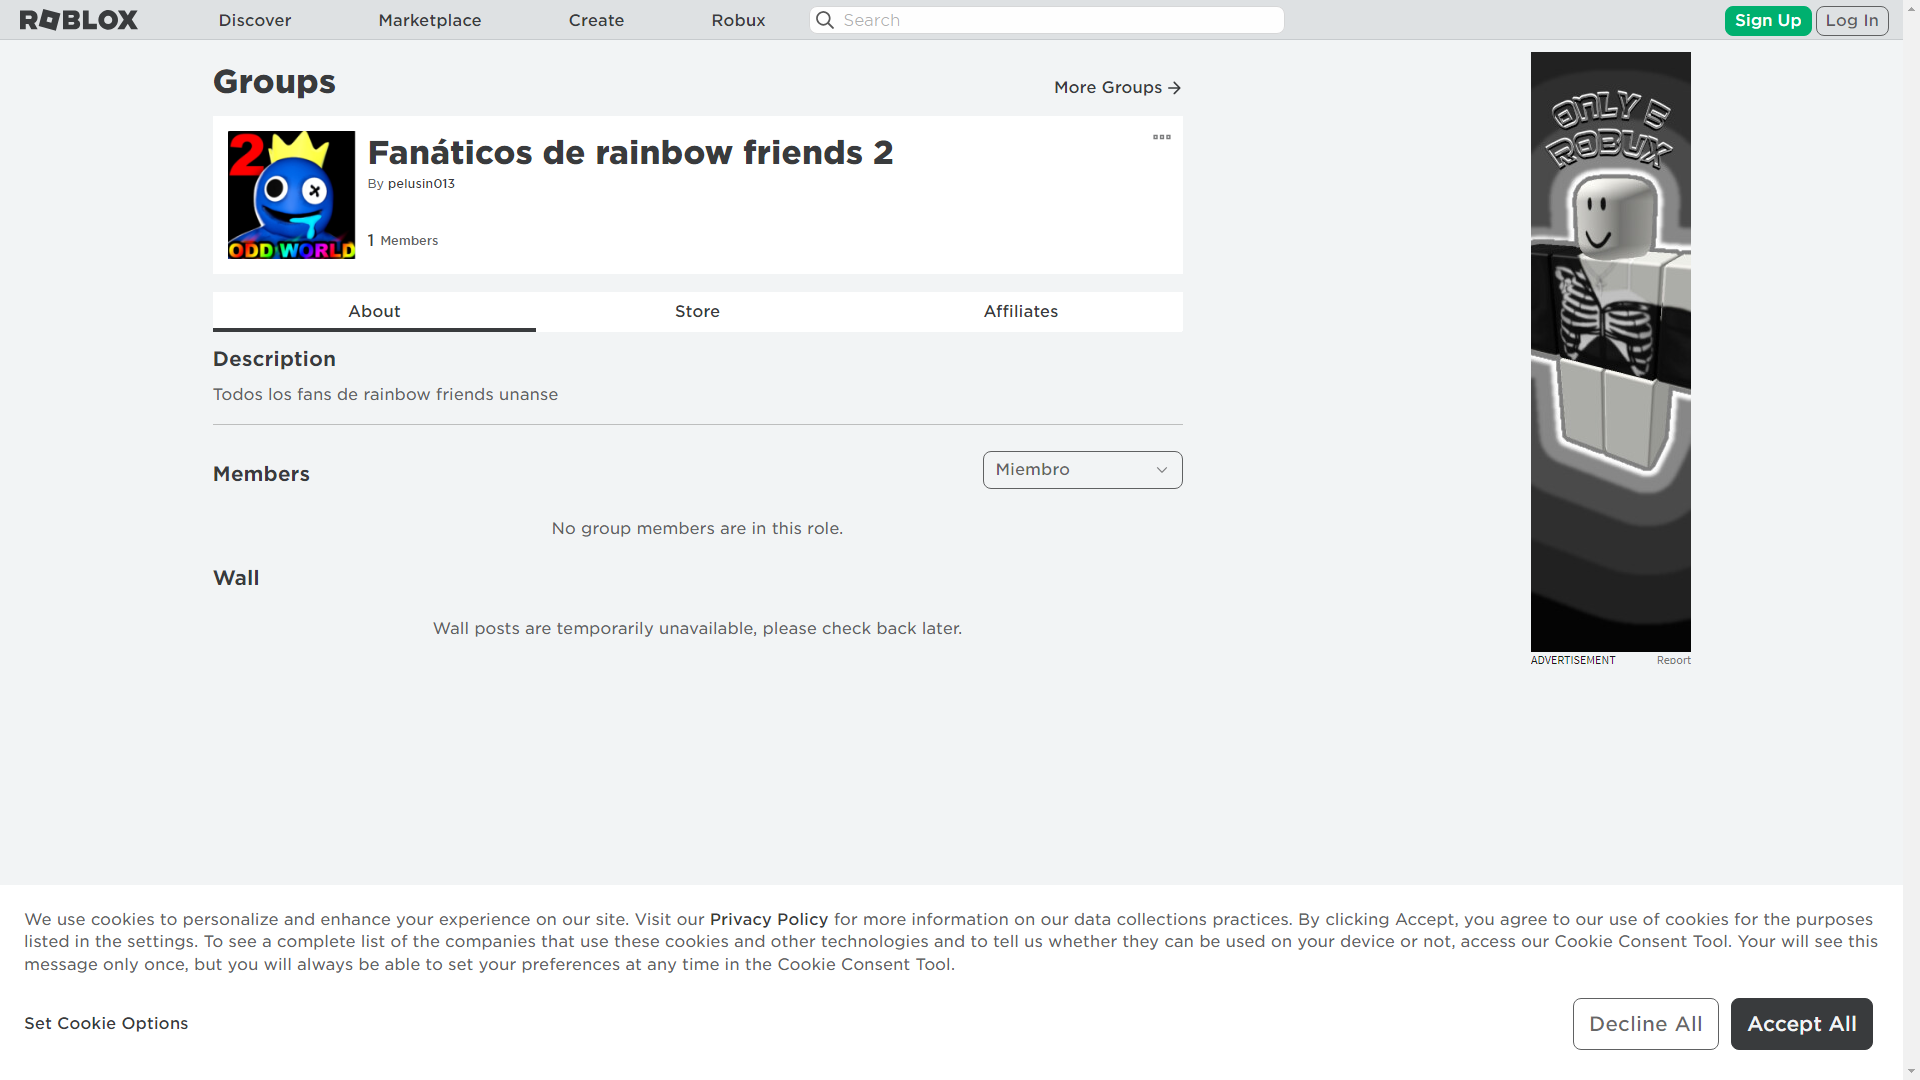 ROBLOX
Discover
Marketplace
Create
Robux
Search
Sign Up
Log In
Groups
More Groups
2
ODD WORLD
Fanáticos de rainbow friends 2
By pelusin013
1 Members
About
Store
Affiliates
Description
Todos los fans de rainbow friends unanse
Members
Miembro
No group members are in this role.
Wall
Wall posts are temporarily unavailable, please check back later.
ONLY 5
ROBUX
ADVERTISEMENT
Report
We use cookies to personalize and enhance your experience on our site. Visit our Privacy Policy for more information on our data collections practices. By clicking Accept, you agree to our use of cookies for the purposes
listed in the settings. To see a complete list of the companies that use these cookies and other technologies and to tell us whether they can be used on your device or not, access our Cookie Consent Tool. Your will see this
message only once, but you will always be able to set your preferences at any time in the Cookie Consent Tool.
Set Cookie Options
Decline All
Accept All